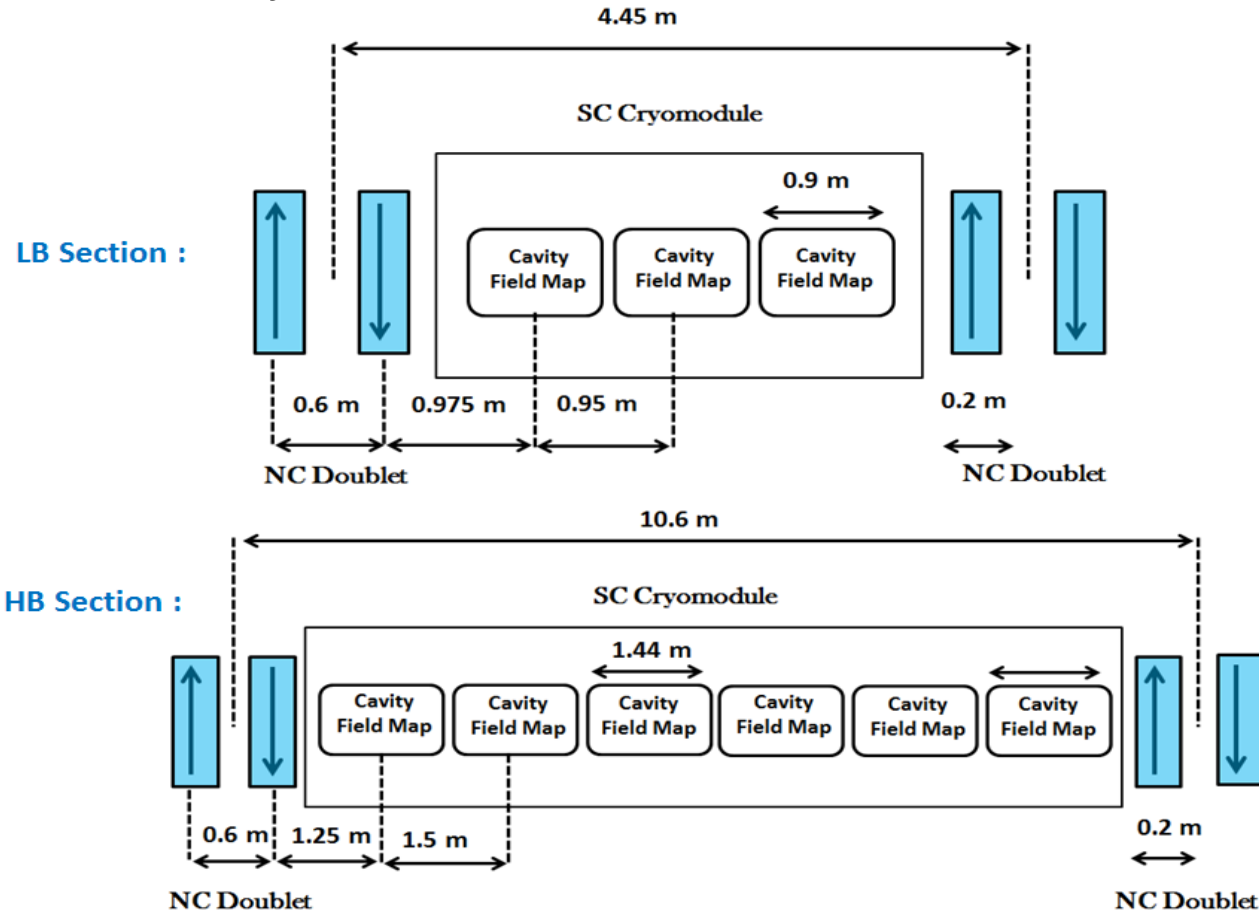 4.45 m
SC Cryomodule
0.9 m
LB Section :
Cavity
Field Map
Cavity
Field Map
Cavity
Field Map
0.6 m
0.975 m
0.95 m
0.2 m
NC Doublet
NC Doublet
10.6 m
HB Section :
SC Cryomodule
1.44 m
Cavity
Field Map
Cavity
Field Map
Cavity
Field Map
Cavity
Field Map
Cavity
Field Map
Cavity
Field Map
0.6 m
1.25 m
1.5 m
0.2 m
NC Doublet
NC Doublet